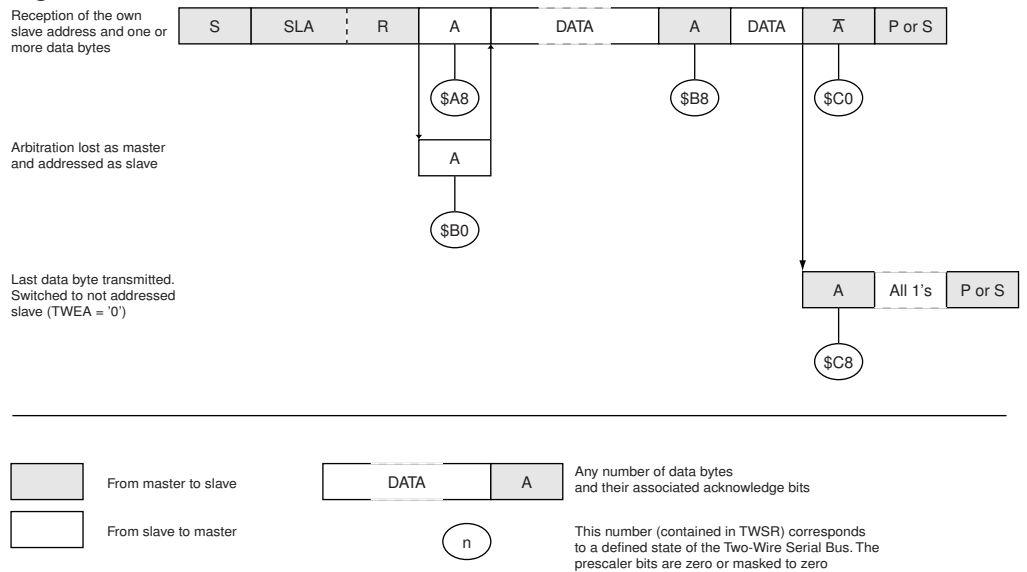 Reception of the own
slave address and one or
more data bytes
S SLA R A DATA A DATA A̅ P or S
$A8 $B8 $C0
Arbitration lost as master
and addressed as slave
A
$B0
Last data byte transmitted.
Switched to not addressed
slave (TWEA = '0')
A All 1's P or S
$C8
From master to slave
DATA A
Any number of data bytes
and their associated acknowledge bits
From slave to master
n
This number (contained in TWSR) corresponds
to a defined state of the Two-Wire Serial Bus. The
prescaler bits are zero or masked to zero